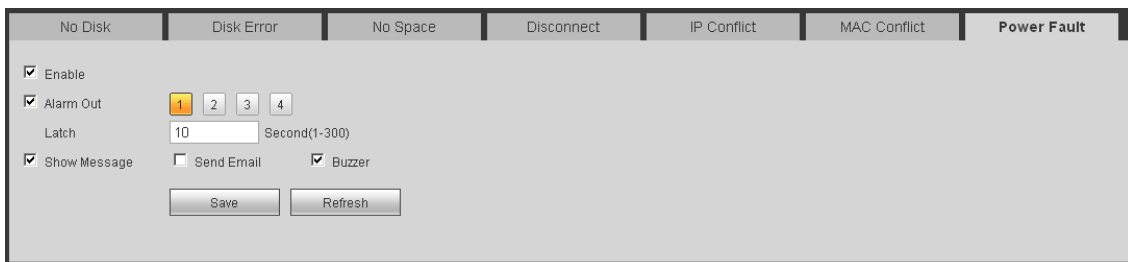 No Disk Disk Error No Space Disconnect IP Conflict MAC Conflict Power Fault
Enable
Alarm Out 1 2 3 4
Latch 10 Second(1-300)
Show Message Send Email Buzzer
Save Refresh